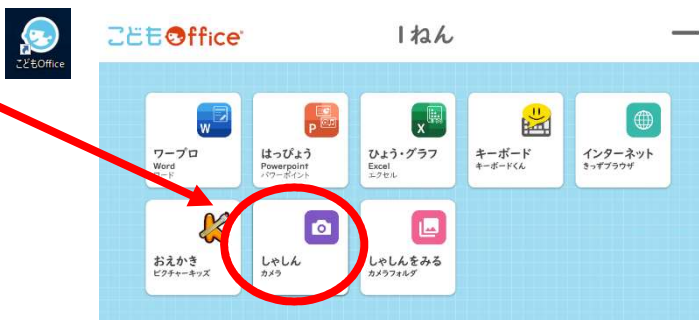 こどもOffice
こどもOffice
1ねん
W
ワープロ
Word
ワード
P
はっぴょう
Powerpoint
パワーポイント
X
ひょう・グラフ
Excel
エクセル
キーボード
キーボードくん
インターネット
きっずブラウザ
おえかき
ピクチャーキッズ
しゃしん
カメラ
しゃしんをみる
カメラフォルダ